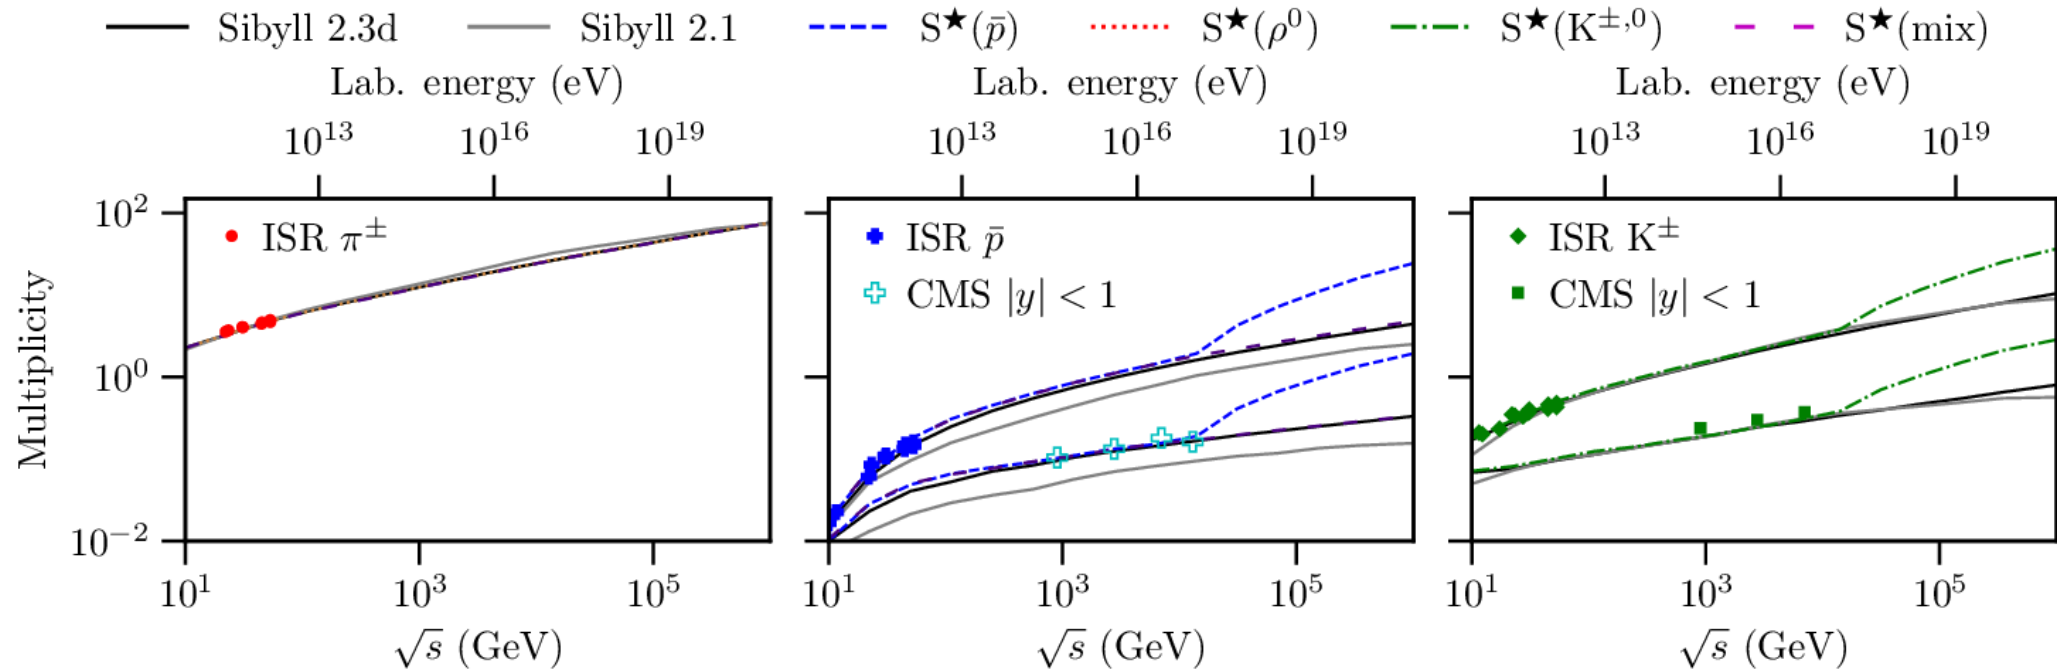 Sibyll 2.3d Sibyll 2.1 S★(p̄) S★(ρ⁰) S★(K±,⁰) S★(mix)
Lab. energy (eV) Lab. energy (eV) Lab. energy (eV)
10¹³ 10¹⁶ 10¹⁹ 10¹³ 10¹⁶ 10¹⁹ 10¹³ 10¹⁶ 10¹⁹
10²
10⁰
10⁻²
Multiplicity
ISR π±
ISR p̄
CMS |y| < 1
ISR K±
CMS |y| < 1
10¹ 10³ 10⁵ 10¹ 10³ 10⁵ 10¹ 10³ 10⁵
√s (GeV) √s (GeV) √s (GeV)